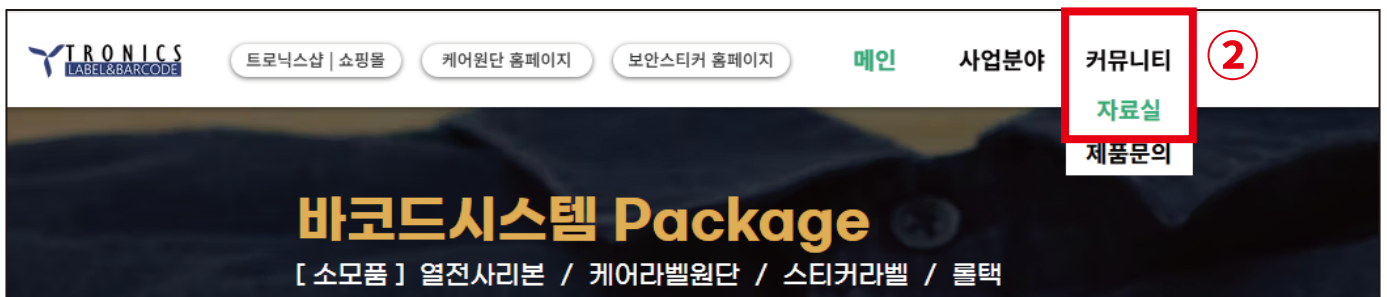 TRONICS
LABEL&BARCODE
트로닉스샵 | 쇼핑몰
케어원단 홈페이지
보안스티커 홈페이지
메인
사업분야
커뮤니티
②
자료실
제품문의
바코드시스템 Package
[ 소모품 ] 열전사리본 / 케어라벨원단 / 스티커라벨 / 롤택